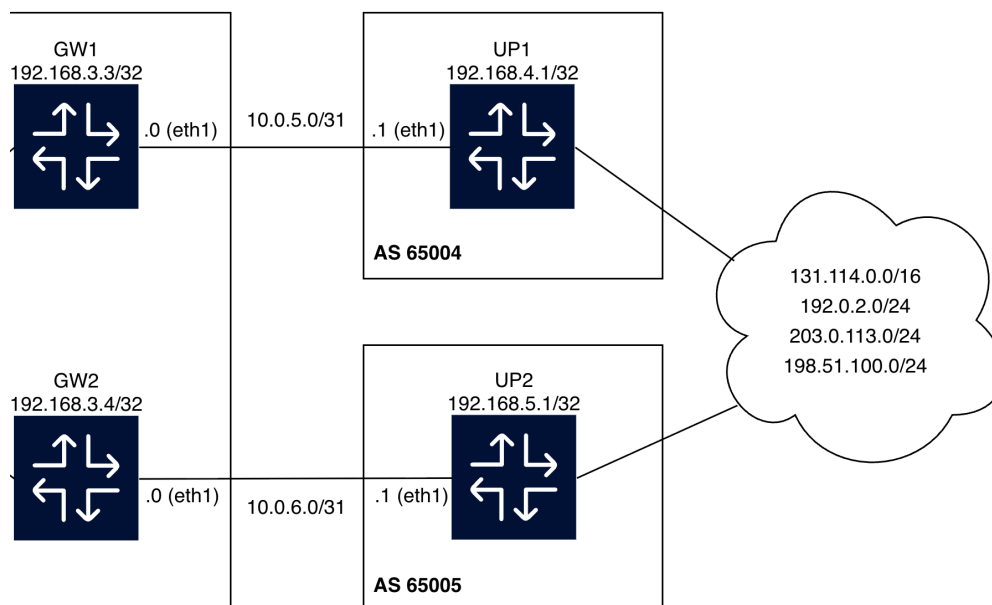 GW1
192.168.3.3/32
.0 (eth1)
10.0.5.0/31
UP1
192.168.4.1/32
.1 (eth1)
AS 65004
131.114.0.0/16
192.0.2.0/24
203.0.113.0/24
198.51.100.0/24
GW2
192.168.3.4/32
.0 (eth1)
10.0.6.0/31
UP2
192.168.5.1/32
.1 (eth1)
AS 65005